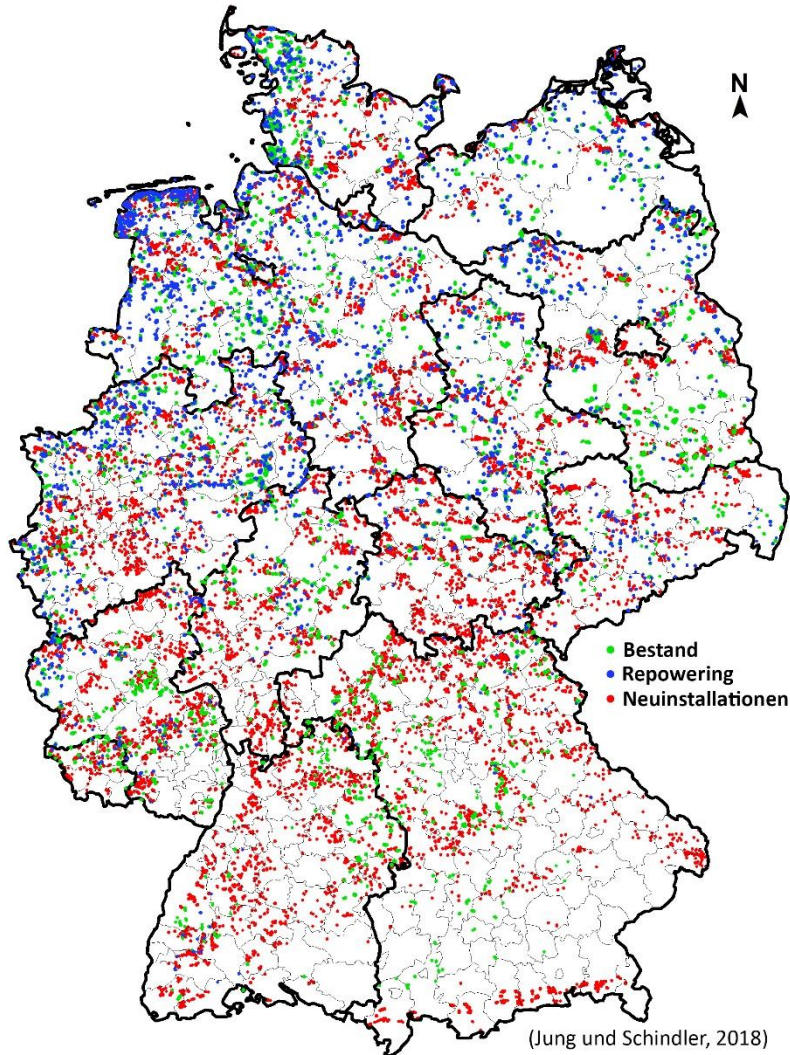 N
Bestand
Repowering
Neuinstallationen
(Jung und Schindler, 2018)